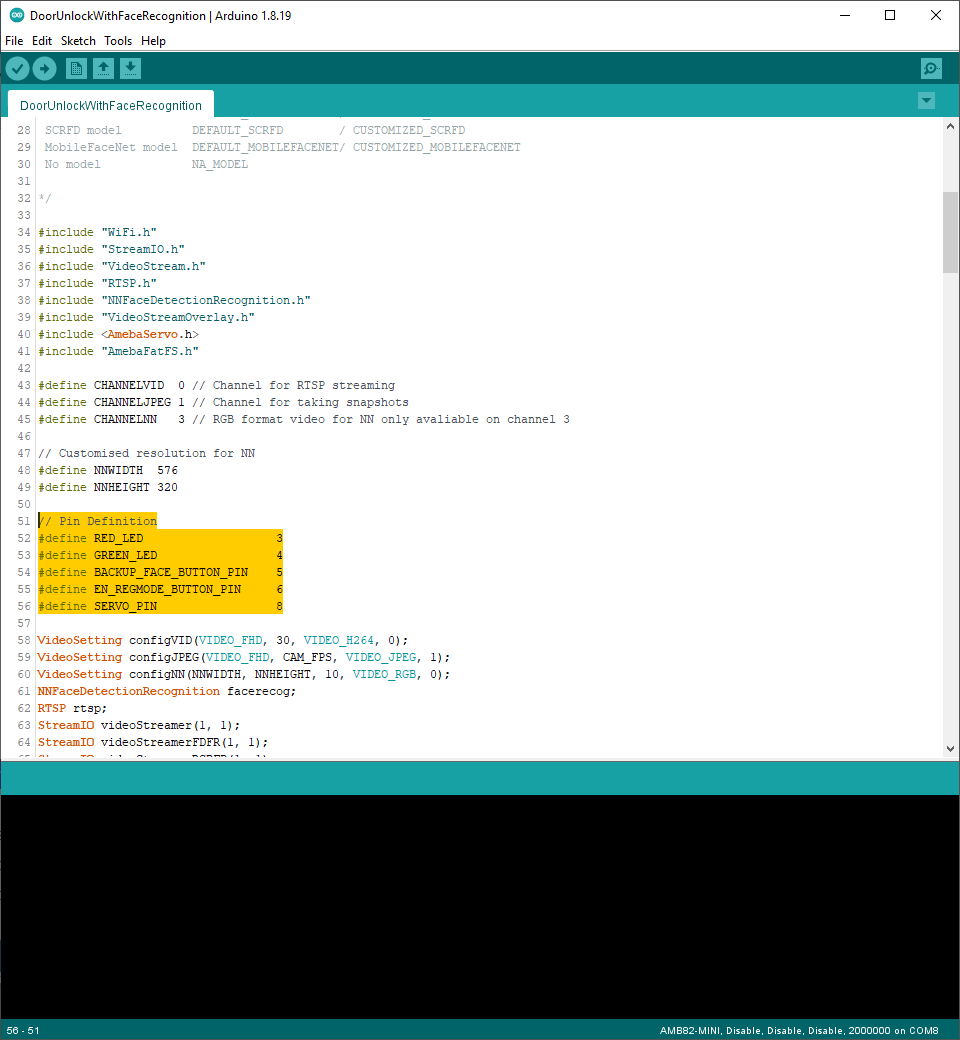 DoorUnlockWithFaceRecognition | Arduino 1.8.19
File Edit Sketch Tools Help
DoorUnlockWithFaceRecognition
28 SCRFD model DEFAULT_SCRFD / CUSTOMIZED_SCRFD
29 MobileFaceNet model DEFAULT_MOBILEFACENET/ CUSTOMIZED_MOBILEFACENET
30 No model NA_MODEL
31
32 */
33
34 #include "WiFi.h"
35 #include "StreamIO.h"
36 #include "VideoStream.h"
37 #include "RTSP.h"
38 #include "NNFaceDetectionRecognition.h"
39 #include "VideoStreamOverlay.h"
40 #include <AmebaServo.h>
41 #include "AmebaFatFS.h"
42
43 #define CHANNELVID 0 // Channel for RTSP streaming
44 #define CHANNELJPEG 1 // Channel for taking snapshots
45 #define CHANNELNN 3 // RGB format video for NN only avaliable on channel 3
46
47 // Customised resolution for NN
48 #define NNWIDTH 576
49 #define NNHEIGHT 320
50
51 // Pin Definition
52 #define RED_LED 3
53 #define GREEN_LED 4
54 #define BACKUP_FACE_BUTTON_PIN 5
55 #define EN_REGMODE_BUTTON_PIN 6
56 #define SERVO_PIN 8
57
58 VideoSetting configVID(VIDEO_FHD, 30, VIDEO_H264, 0);
59 VideoSetting configJPEG(VIDEO_FHD, CAM_FPS, VIDEO_JPEG, 1);
60 VideoSetting configNN(NNWIDTH, NNHEIGHT, 10, VIDEO_RGB, 0);
61 NNFaceDetectionRecognition facerecog;
62 RTSP rtsp;
63 StreamIO videoStreamer(1, 1);
64 StreamIO videoStreamerFDFR(1, 1);
56 - 51
AMB82-MINI, Disable, Disable, Disable, 2000000 on COM8